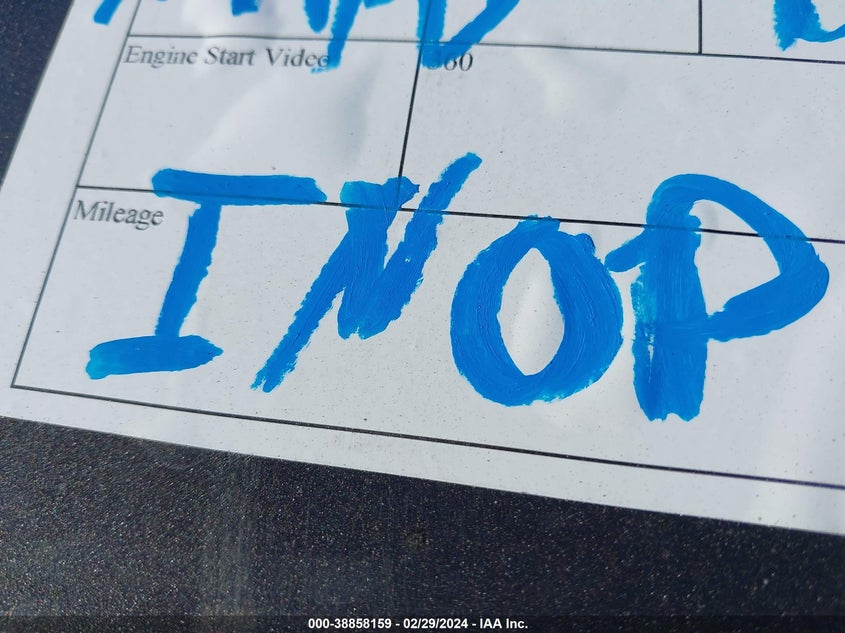 Engine Start Video
360
Mileage
INOP
000-38858159 - 02/29/2024 - IAA Inc.